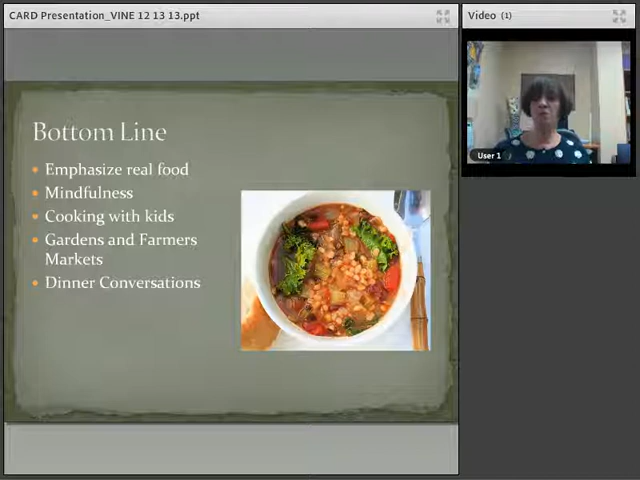 CARD Presentation_VINE 12 13 13.ppt
Video (1)
User 1
Bottom Line
Emphasize real food
Mindfulness
Cooking with kids
Gardens and Farmers
Markets
Dinner Conversations